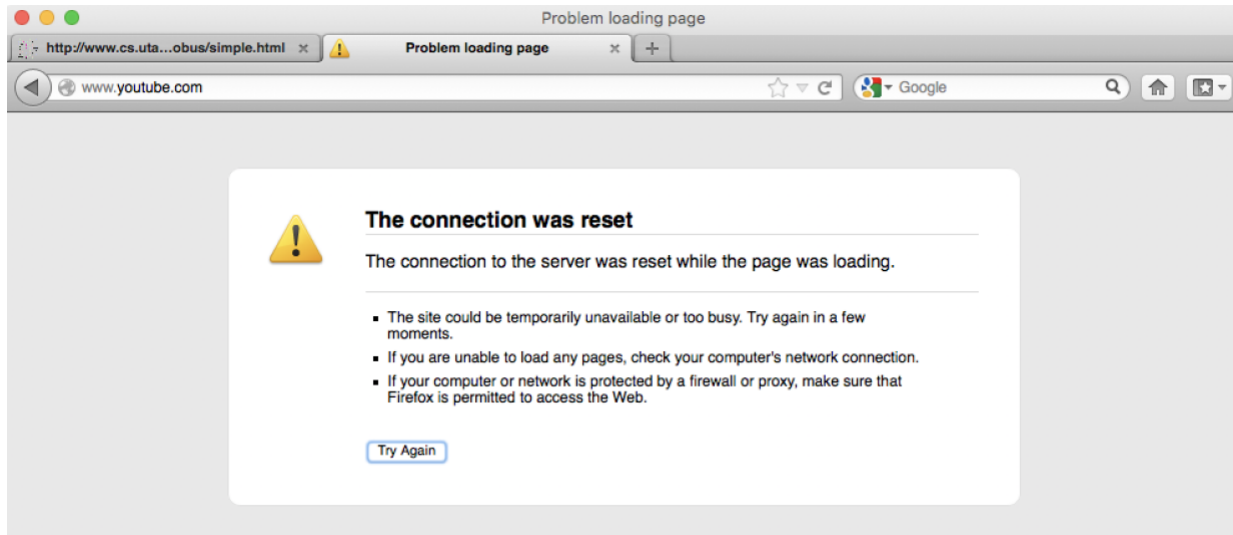 Problem loading page
http://www.cs.uta...obus/simple.html
Problem loading page
www.youtube.com
Google
The connection was reset
The connection to the server was reset while the page was loading.
The site could be temporarily unavailable or too busy. Try again in a few
moments.
If you are unable to load any pages, check your computer's network connection.
If your computer or network is protected by a firewall or proxy, make sure that
Firefox is permitted to access the Web.
Try Again